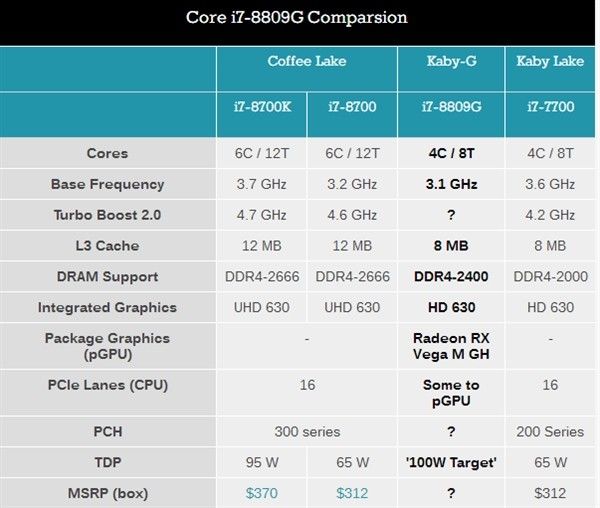 Core i7-8809G Comparsion
Coffee Lake Kaby-G Kaby Lake
i7-8700K i7-8700 i7-8809G i7-7700
Cores 6C / 12T 6C / 12T 4C / 8T 4C / 8T
Base Frequency 3.7 GHz 3.2 GHz 3.1 GHz 3.6 GHz
Turbo Boost 2.0 4.7 GHz 4.6 GHz ? 4.2 GHz
L3 Cache 12 MB 12 MB 8 MB 8 MB
DRAM Support DDR4-2666 DDR4-2666 DDR4-2400 DDR4-2000
Integrated Graphics UHD 630 UHD 630 HD 630 HD 630
Package Graphics - Radeon RX -
(pGPU) Vega M GH
PCIe Lanes (CPU) 16 Some to 16
pGPU
PCH 300 series ? 200 Series
TDP 95 W 65 W '100W Target' 65 W
MSRP (box) $370 $312 ? $312